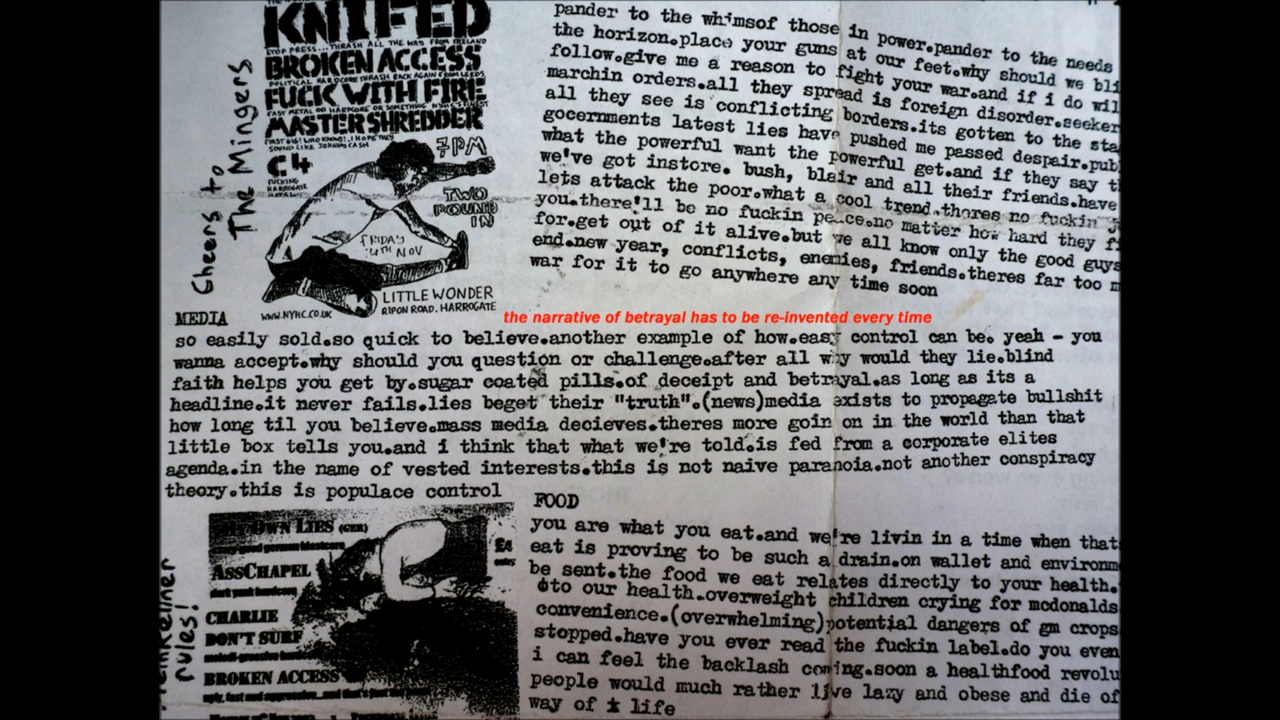 KNIFED
STOP PRESS... THRASH ALL THE WAS FROM IRELAND
BROKEN ACCESS
POLITICAL HARDCORE THRASH BACK AGAIN FROM LEEDS
FUCK WITH FIRE
FAST METAL OR HARDCORE OR SOMETHING
MASTER SHREDDER
FIRST GIG! WHO KNOWS! I HOPE THEY
SOUND LIKE JOHNNY CASH
7PM
FUCKING
HARROGATE
METAL
TWO
POUND
IN
FRIDAY
4TH NOV
LITTLE WONDER
RIPON ROAD. HARROGATE
WWW.NYHC.CO.UK
Cheers to
The Mingers
pander to the whimsof those in power.pander to the needs
the horizon.place your guns at our feet.why should we bli
follow.give me a reason to fight your war.and if i do wil
marchin orders.all they spread is foreign disorder.seeker
all they see is conflicting borders.its gotten to the sta
gocernments latest lies have pushed me passed despair.pub
what the powerful want the powerful get.and if they say t
we've got instore. bush, blair and all their friends.have
lets attack the poor.what a cool trend.thores no fuckin j
you.there'll be no fuckin peace.no matter how hard they fi
for.get out of it alive.but we all know only the good guys
end.new year, conflicts, enemies, friends.theres far too m
war for it to go anywhere any time soon
the narrative of betrayal has to be re-invented every time
MEDIA
so easily sold.so quick to believe.another example of how.easy control can be. yeah - you
wanna accept.why should you question or challenge.after all why would they lie.blind
faith helps you get by.sugar coated pills.of deceipt and betrayal.as long as its a
headline.it never fails.lies beget their "truth".(news)media exists to propagate bullshit
how long til you believe.mass media decieves.theres more goin on in the world than that
little box tells you.and i think that what we're told.is fed from a corporate elites
agenda.in the name of vested interests.this is not naive paranoia.not another conspiracy
theory.this is populace control
OWN LIES (GER)
£4
entry
ASSCHAPEL
CHARLIE
DON'T SURF
BROKEN ACCESS
rules!
FOOD
you are what you eat.and we're livin in a time when that
eat is proving to be such a drain.on wallet and environm
be sent.the food we eat relates directly to your health.
to our health.overweight children crying for mcdonalds
convenience.(overwhelming)potential dangers of gm crops
stopped.have you ever read the fuckin label.do you even
i can feel the backlash coming.soon a healthfood revolu
people would much rather live lazy and obese and die of
way of x life